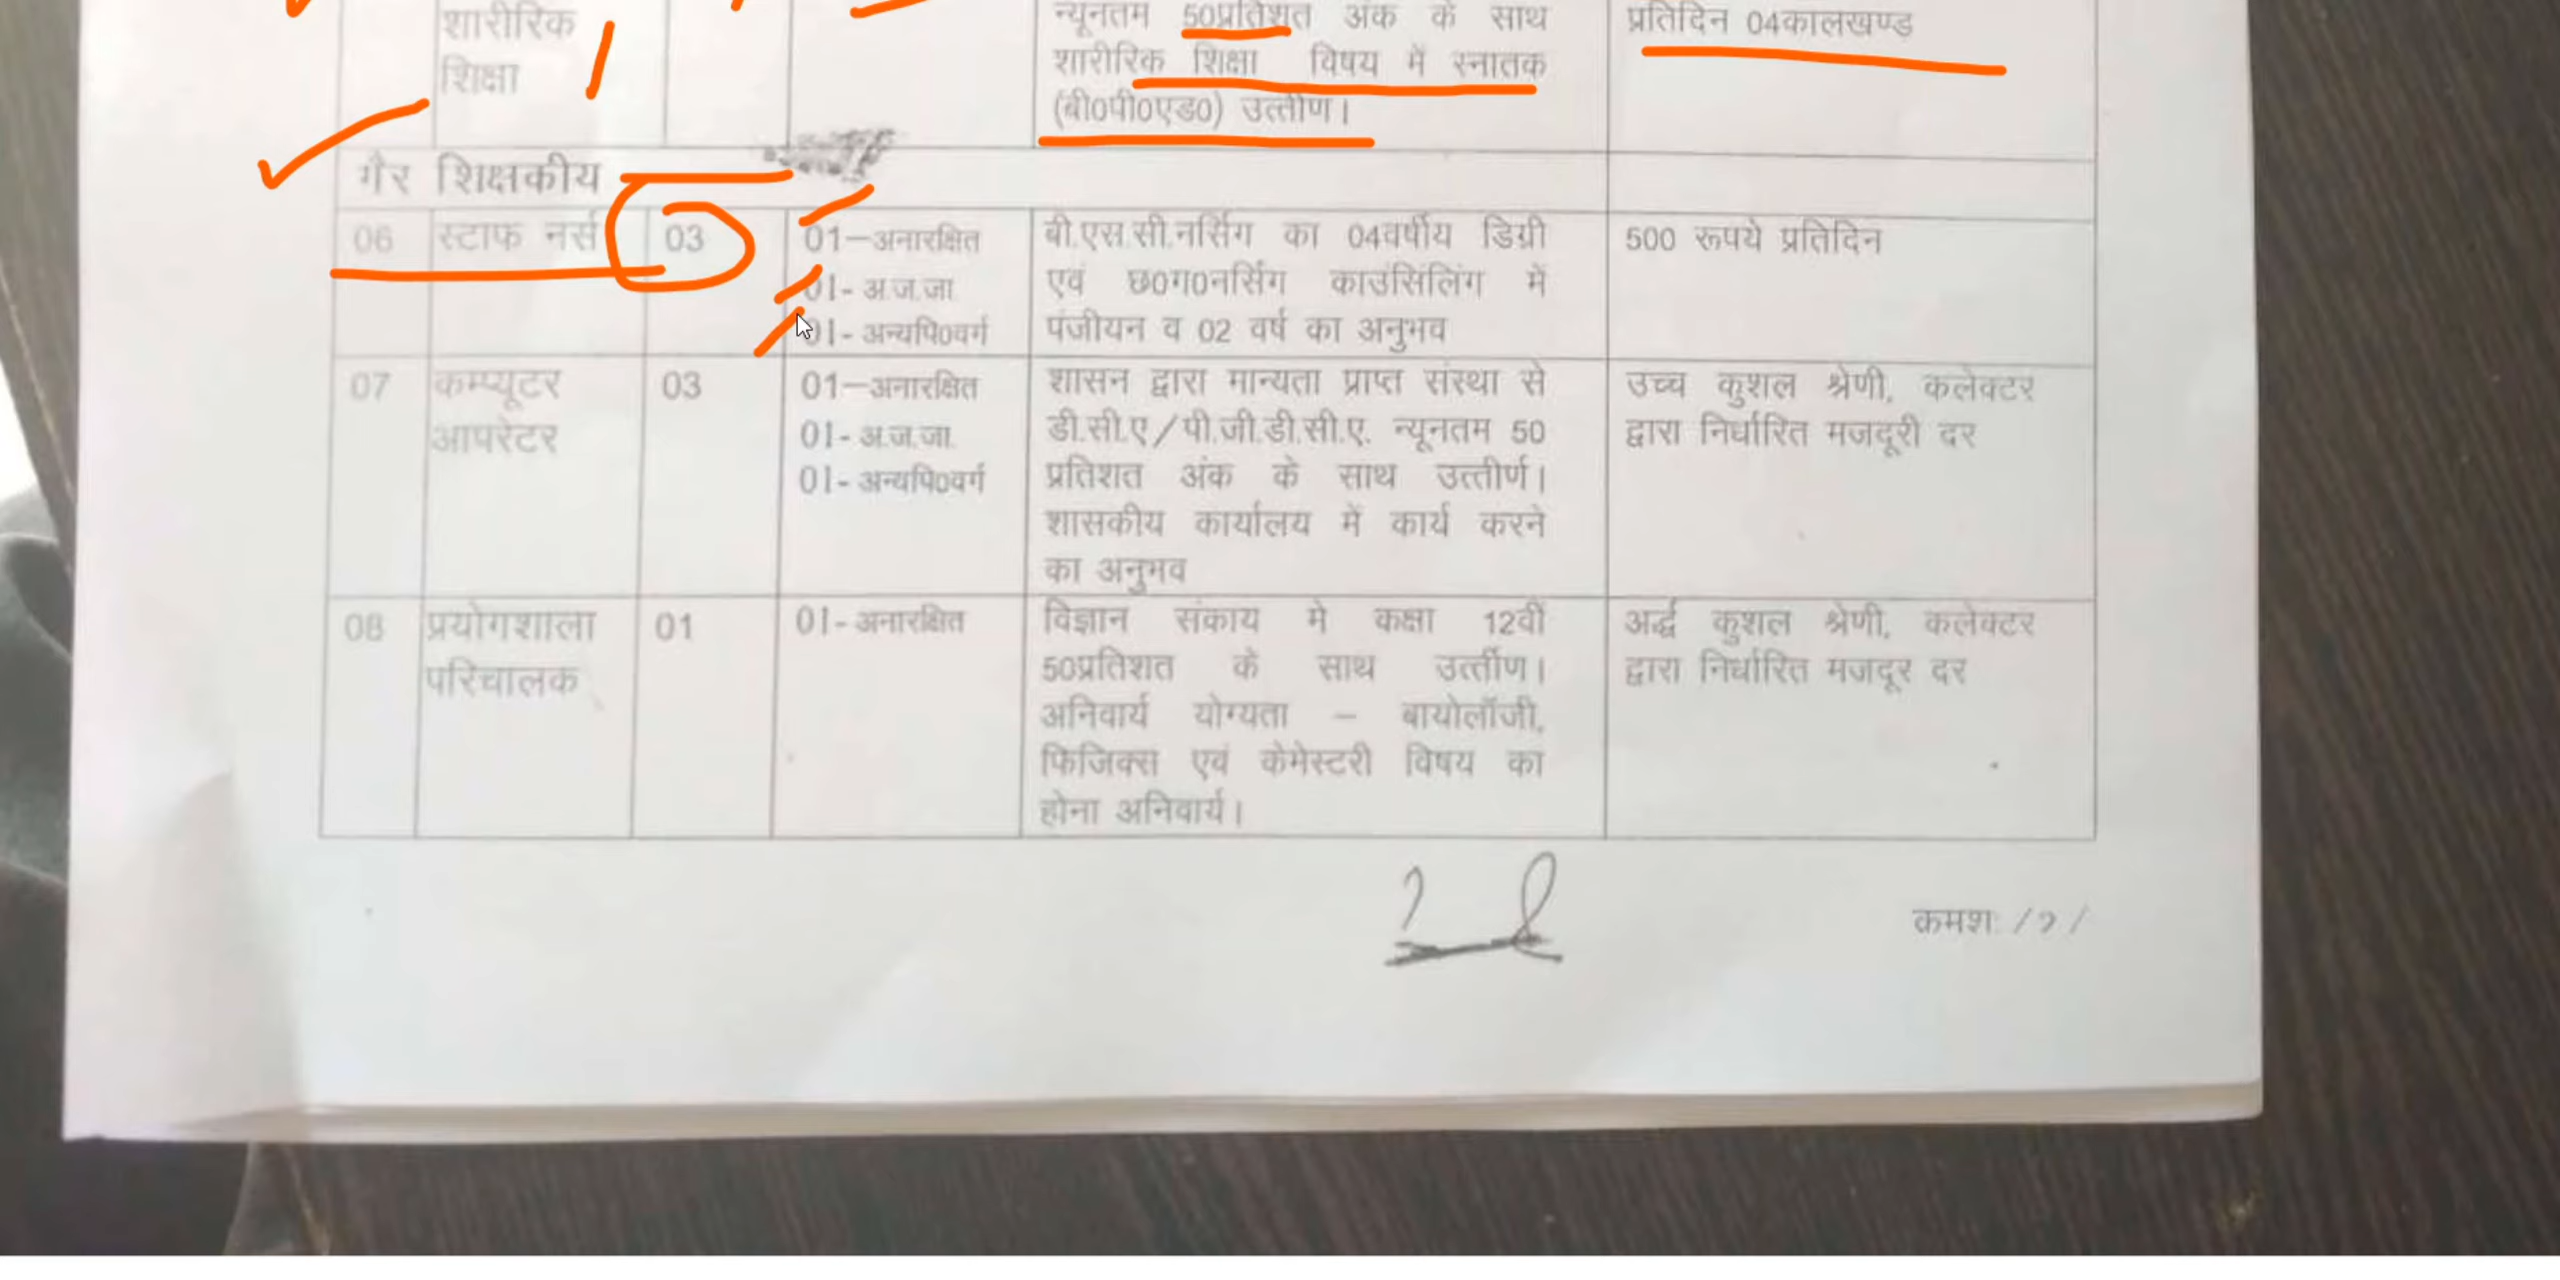 शारीरिक
शिक्षा
न्यूनतम 50प्रतिशत अंक के साथ
शारीरिक शिक्षा विषय में स्नातक
(बी0पी0एड0) उत्तीण।
प्रतिदिन 04कालखण्ड
गैर शिक्षकीय
06 स्टाफ नर्स 03
01–अनारक्षित
01- अ.ज.जा
01- अन्यपि0वर्ग
बी.एस.सी.नर्सिंग का 04वर्षीय डिग्री
एवं छ0ग0नर्सिंग काउंसिलिंग में
पंजीयन व 02 वर्ष का अनुभव
500 रूपये प्रतिदिन
07 कम्प्यूटर
आपरेटर
03
01–अनारक्षित
01- अ.ज.जा.
01- अन्यपि0वर्ग
शासन द्वारा मान्यता प्राप्त संस्था से
डी.सी.ए/पी.जी.डी.सी.ए. न्यूनतम 50
प्रतिशत अंक के साथ उत्तीर्ण।
शासकीय कार्यालय में कार्य करने
का अनुभव
उच्च कुशल श्रेणी, कलेक्टर
द्वारा निर्धारित मजदूरी दर
08 प्रयोगशाला
परिचालक
01
01- अनारक्षित
विज्ञान संकाय मे कक्षा 12वीं
50प्रतिशत के साथ उर्त्तीण।
अनिवार्य योग्यता – बायोलॉजी,
फिजिक्स एवं केमेस्टरी विषय का
होना अनिवार्य।
अर्द्ध कुशल श्रेणी, कलेक्टर
द्वारा निर्धारित मजदूर दर
कमशः /2/